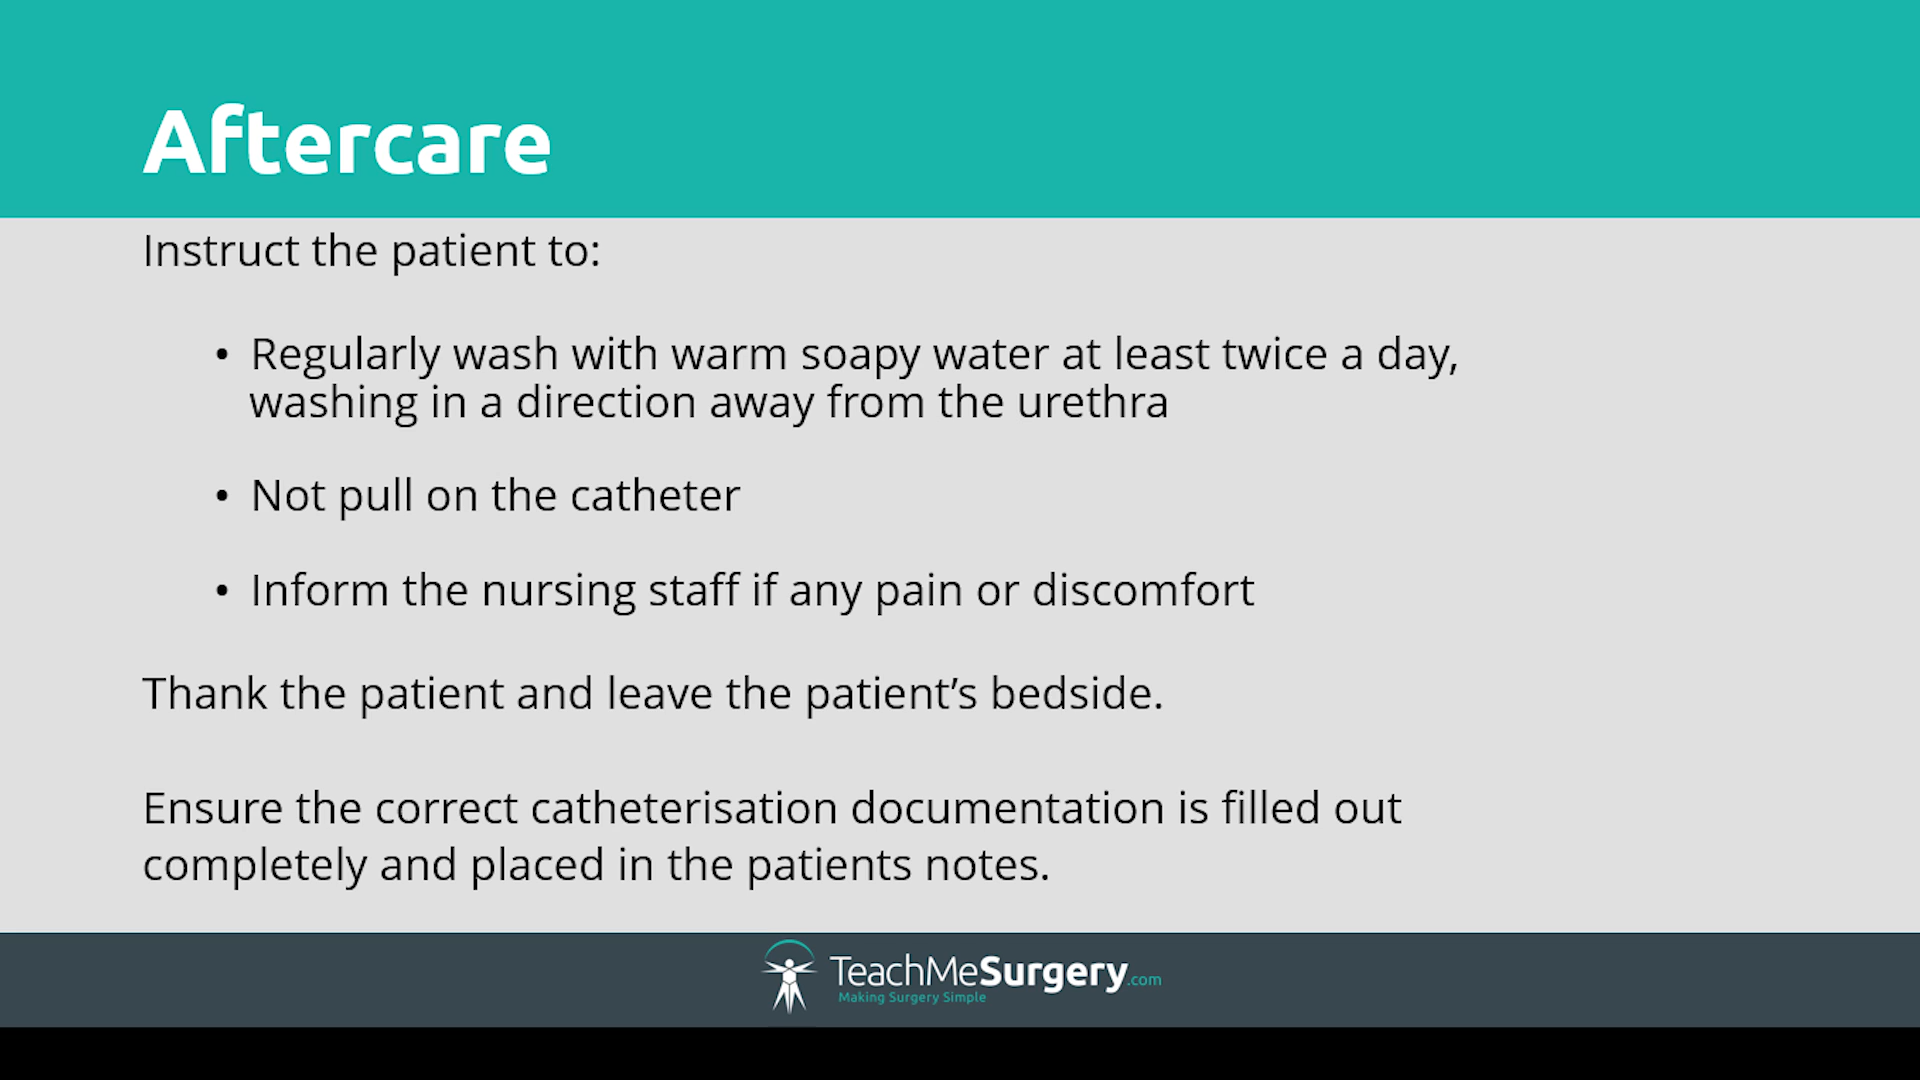 Aftercare
Instruct the patient to:
• Regularly wash with warm soapy water at least twice a day,
washing in a direction away from the urethra
• Not pull on the catheter
• Inform the nursing staff if any pain or discomfort
Thank the patient and leave the patient’s bedside.
Ensure the correct catheterisation documentation is filled out
completely and placed in the patients notes.
TeachMeSurgery.com
Making Surgery Simple